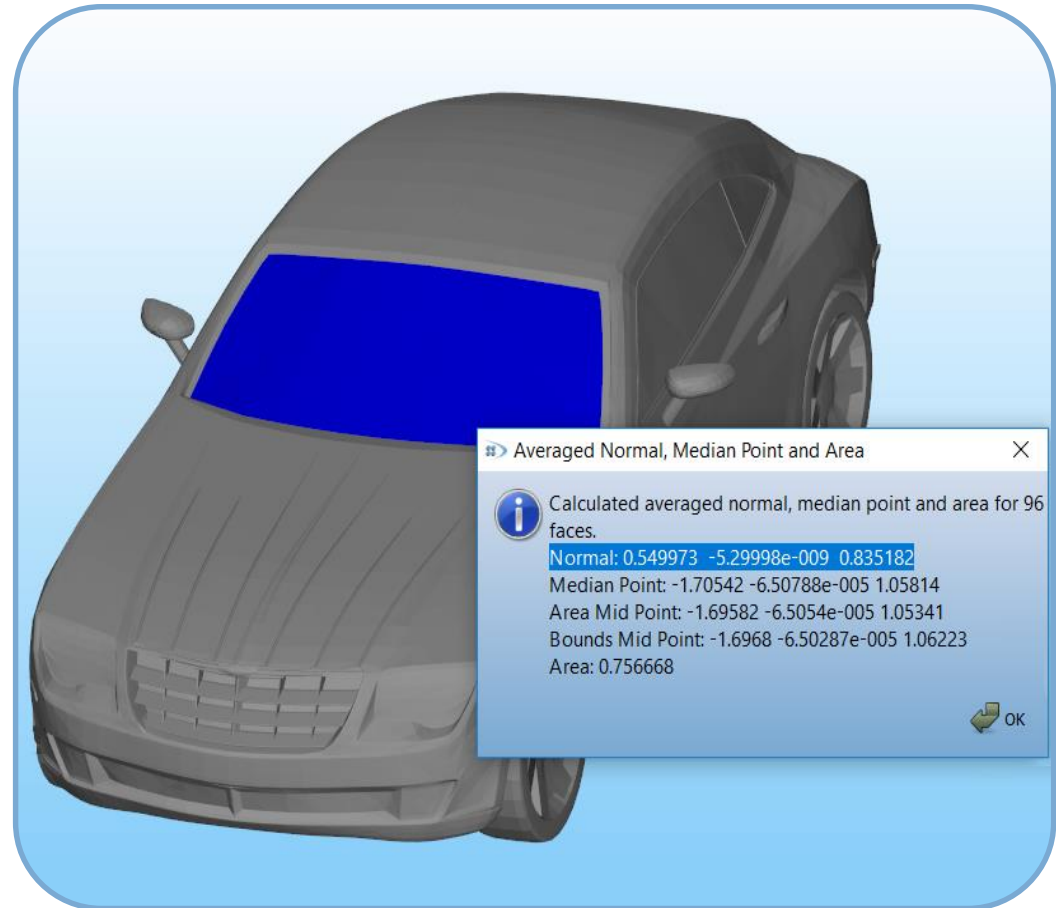 Averaged Normal, Median Point and Area
Calculated averaged normal, median point and area for 96
faces.
Normal: 0.549973 -5.29998e-009 0.835182
Median Point: -1.70542 -6.50788e-005 1.05814
Area Mid Point: -1.69582 -6.5054e-005 1.05341
Bounds Mid Point: -1.6968 -6.50287e-005 1.06223
Area: 0.756668
OK